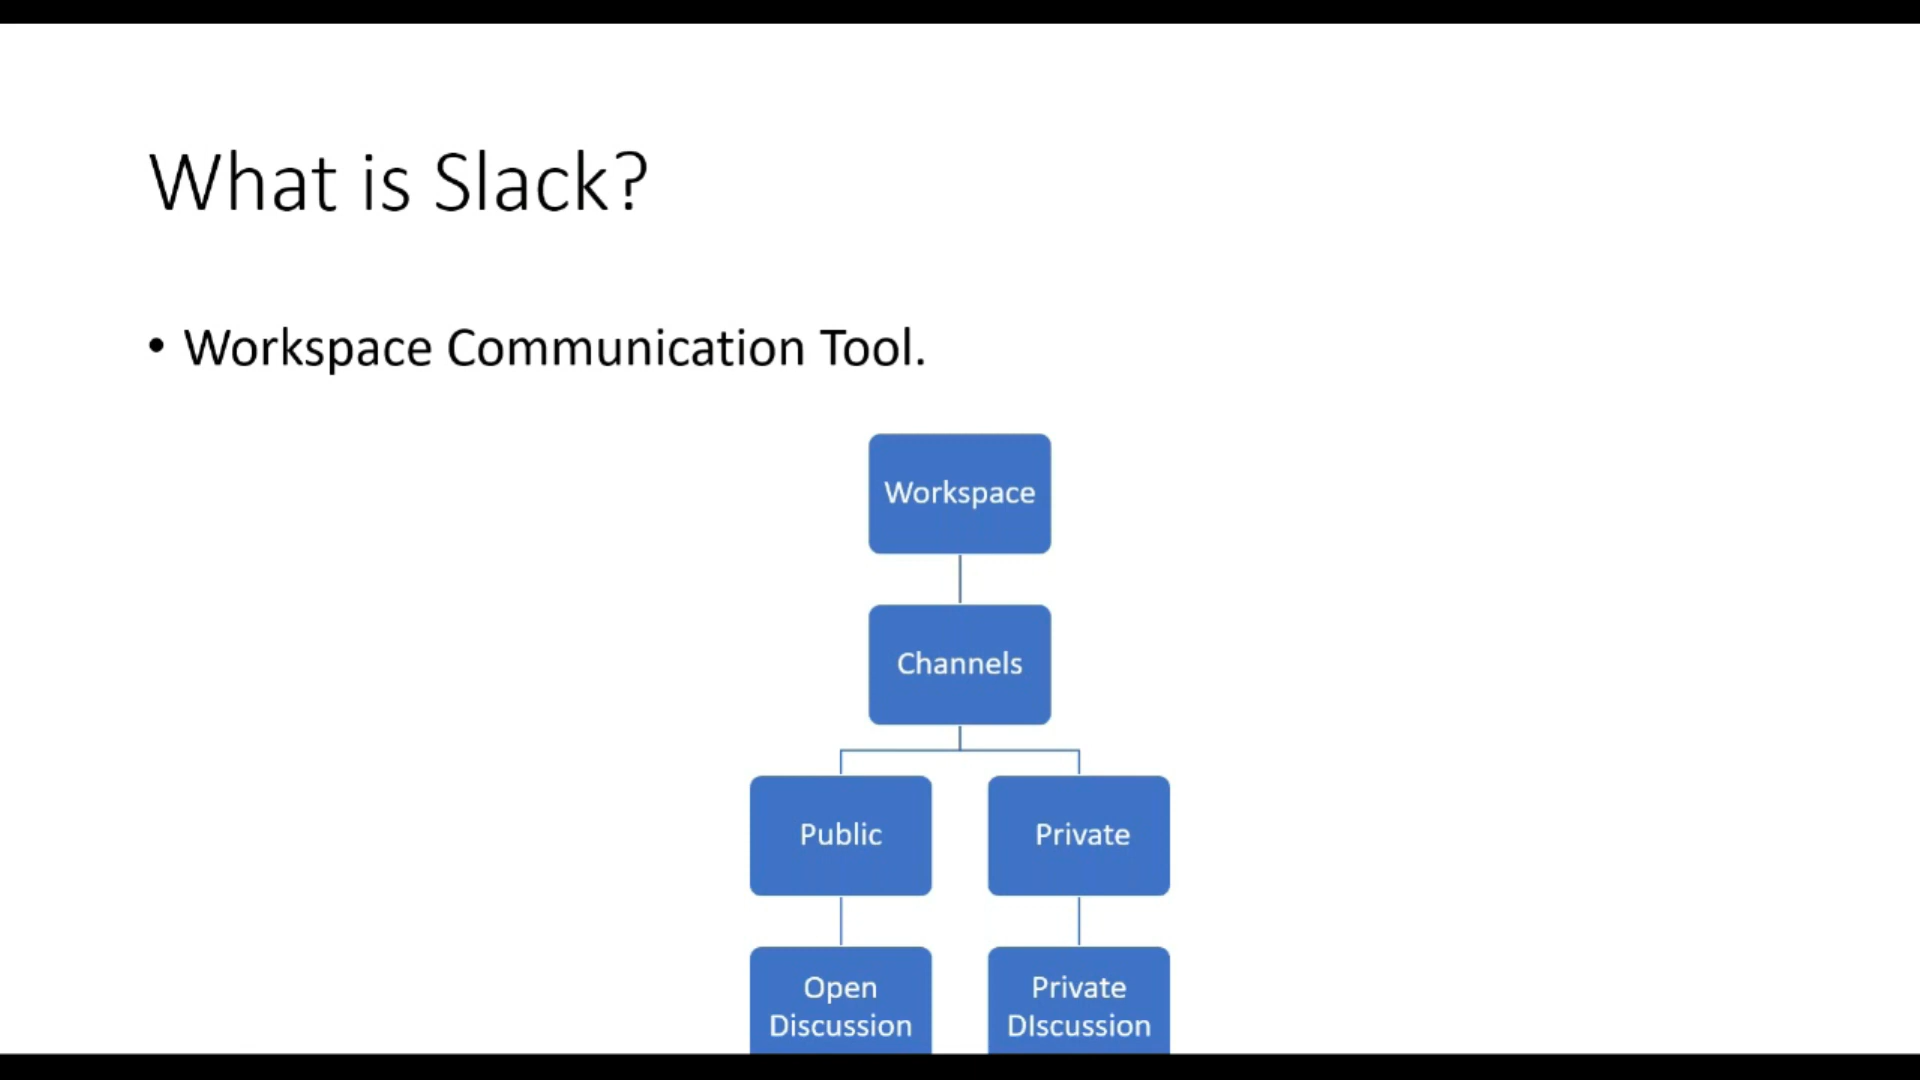 What is Slack?
• Workspace Communication Tool.
Workspace
Channels
Public
Private
Open
Discussion
Private
DIscussion